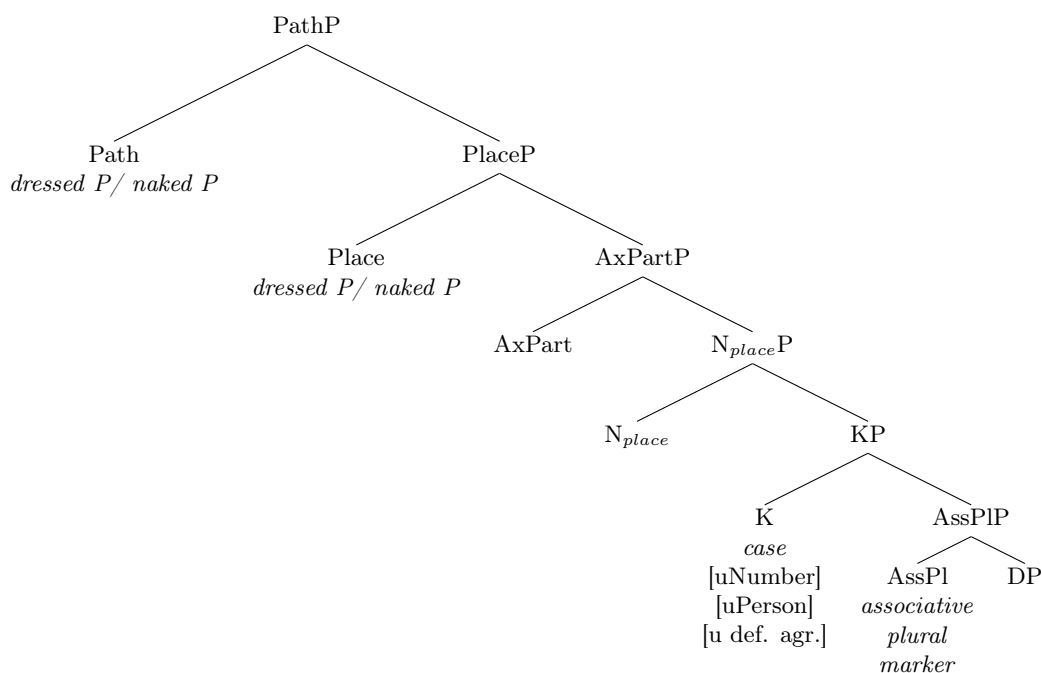 PathP
Path PlaceP
dressed P/ naked P
Place AxPartP
dressed P/ naked P
AxPart NplaceP
Nplace KP
K AssPlP
case
[uNumber] AssPl DP
[uPerson] associative
[u def. agr.] plural
marker